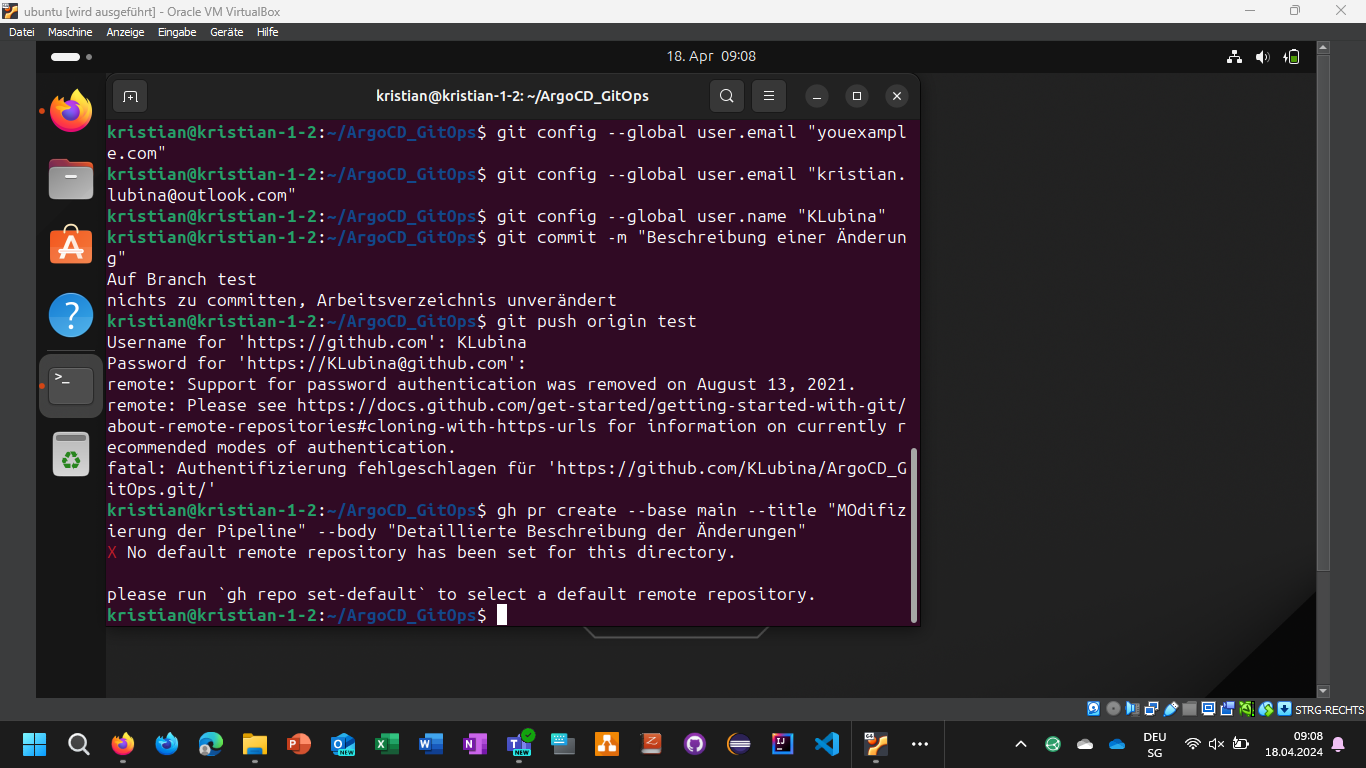 ubuntu [wird ausgeführt] - Oracle VM VirtualBox
Datei Maschine Anzeige Eingabe Geräte Hilfe
18. Apr 09:08
kristian@kristian-1-2: ~/ArgoCD_GitOps
kristian@kristian-1-2:~/ArgoCD_GitOps$ git config --global user.email "youexampl
e.com"
kristian@kristian-1-2:~/ArgoCD_GitOps$ git config --global user.email "kristian.
lubina@outlook.com"
kristian@kristian-1-2:~/ArgoCD_GitOps$ git config --global user.name "KLubina"
kristian@kristian-1-2:~/ArgoCD_GitOps$ git commit -m "Beschreibung einer Änderun
g"
Auf Branch test
nichts zu committen, Arbeitsverzeichnis unverändert
kristian@kristian-1-2:~/ArgoCD_GitOps$ git push origin test
Username for 'https://github.com': KLubina
Password for 'https://KLubina@github.com':
remote: Support for password authentication was removed on August 13, 2021.
remote: Please see https://docs.github.com/get-started/getting-started-with-git/
about-remote-repositories#cloning-with-https-urls for information on currently r
ecommended modes of authentication.
fatal: Authentifizierung fehlgeschlagen für 'https://github.com/KLubina/ArgoCD_G
itOps.git/'
kristian@kristian-1-2:~/ArgoCD_GitOps$ gh pr create --base main --title "MOdifiz
ierung der Pipeline" --body "Detaillierte Beschreibung der Änderungen"
X No default remote repository has been set for this directory.
please run `gh repo set-default` to select a default remote repository.
kristian@kristian-1-2:~/ArgoCD_GitOps$
STRG-RECHTS
DEU
SG
09:08
18.04.2024